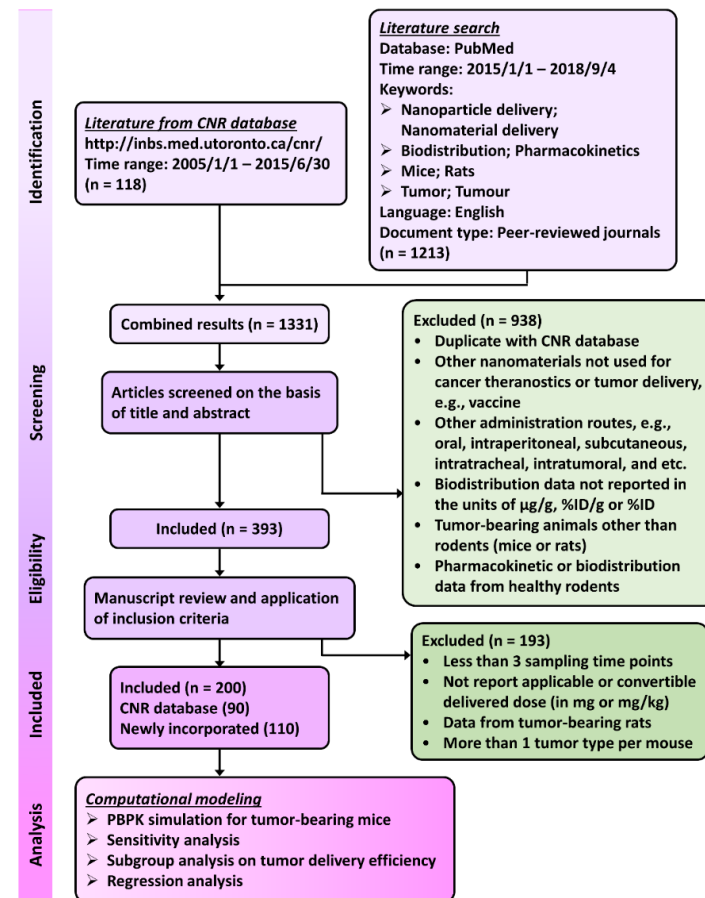 Identification
Literature from CNR database
http://inbs.med.utoronto.ca/cnr/
Time range: 2005/1/1 – 2015/6/30
(n = 118)
Literature search
Database: PubMed
Time range: 2015/1/1 – 2018/9/4
Keywords:
➢ Nanoparticle delivery;
Nanomaterial delivery
➢ Biodistribution; Pharmacokinetics
➢ Mice; Rats
➢ Tumor; Tumour
Language: English
Document type: Peer-reviewed journals
(n = 1213)
Screening
Combined results (n = 1331)
Articles screened on the basis
of title and abstract
Excluded (n = 938)
• Duplicate with CNR database
• Other nanomaterials not used for
cancer theranostics or tumor delivery,
e.g., vaccine
• Other administration routes, e.g.,
oral, intraperitoneal, subcutaneous,
intratracheal, intratumoral, and etc.
• Biodistribution data not reported in
the units of µg/g, %ID/g or %ID
• Tumor-bearing animals other than
rodents (mice or rats)
• Pharmacokinetic or biodistribution
data from healthy rodents
Eligibility
Included (n = 393)
Manuscript review and application
of inclusion criteria
Excluded (n = 193)
• Less than 3 sampling time points
• Not report applicable or convertible
delivered dose (in mg or mg/kg)
• Data from tumor-bearing rats
• More than 1 tumor type per mouse
Included
Included (n = 200)
CNR database (90)
Newly incorporated (110)
Analysis
Computational modeling
➢ PBPK simulation for tumor-bearing mice
➢ Sensitivity analysis
➢ Subgroup analysis on tumor delivery efficiency
➢ Regression analysis